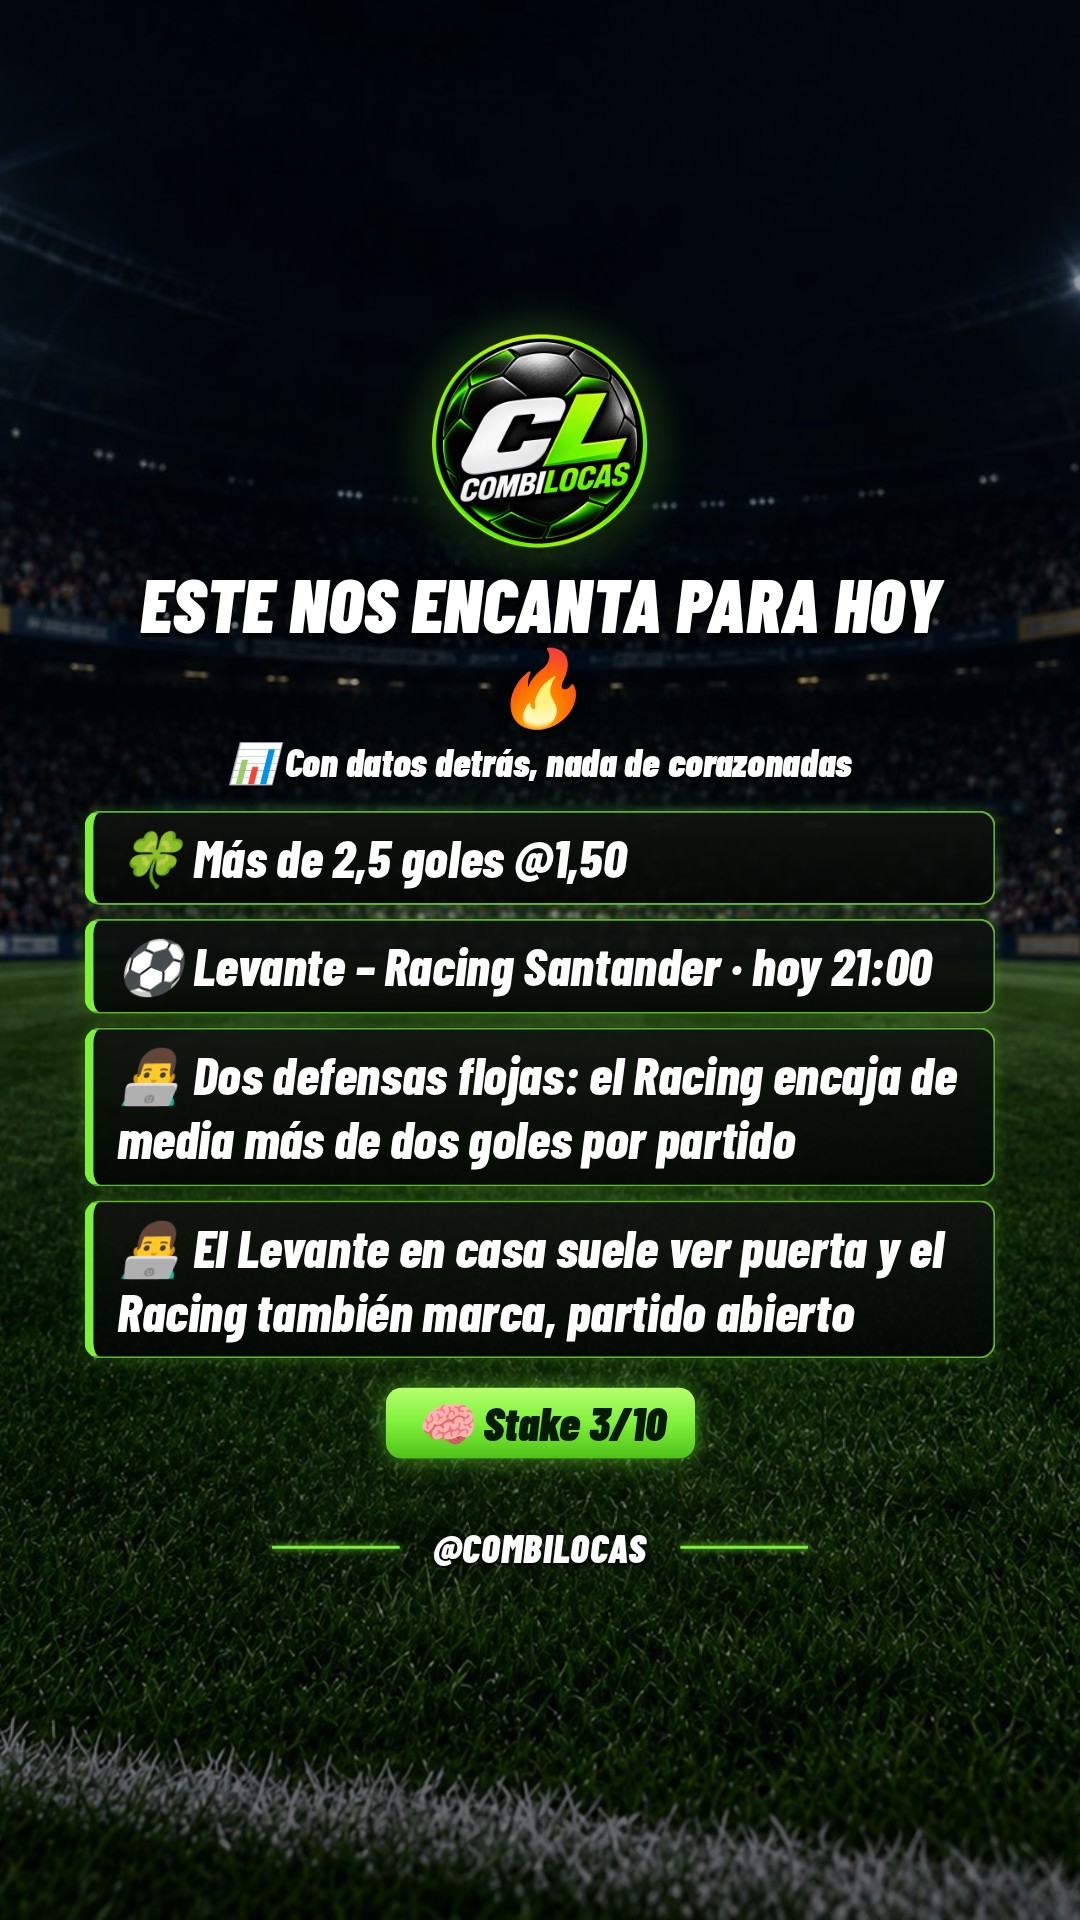 CL
COMBILOCAS
ESTE NOS ENCANTA PARA HOY
🔥
📊 Con datos detrás, nada de corazonadas
🍀 Más de 2,5 goles @1,50
⚽ Levante – Racing Santander · hoy 21:00
👨‍💻 Dos defensas flojas: el Racing encaja de
media más de dos goles por partido
👨‍💻 El Levante en casa suele ver puerta y el
Racing también marca, partido abierto
🧠 Stake 3/10
@COMBILOCAS